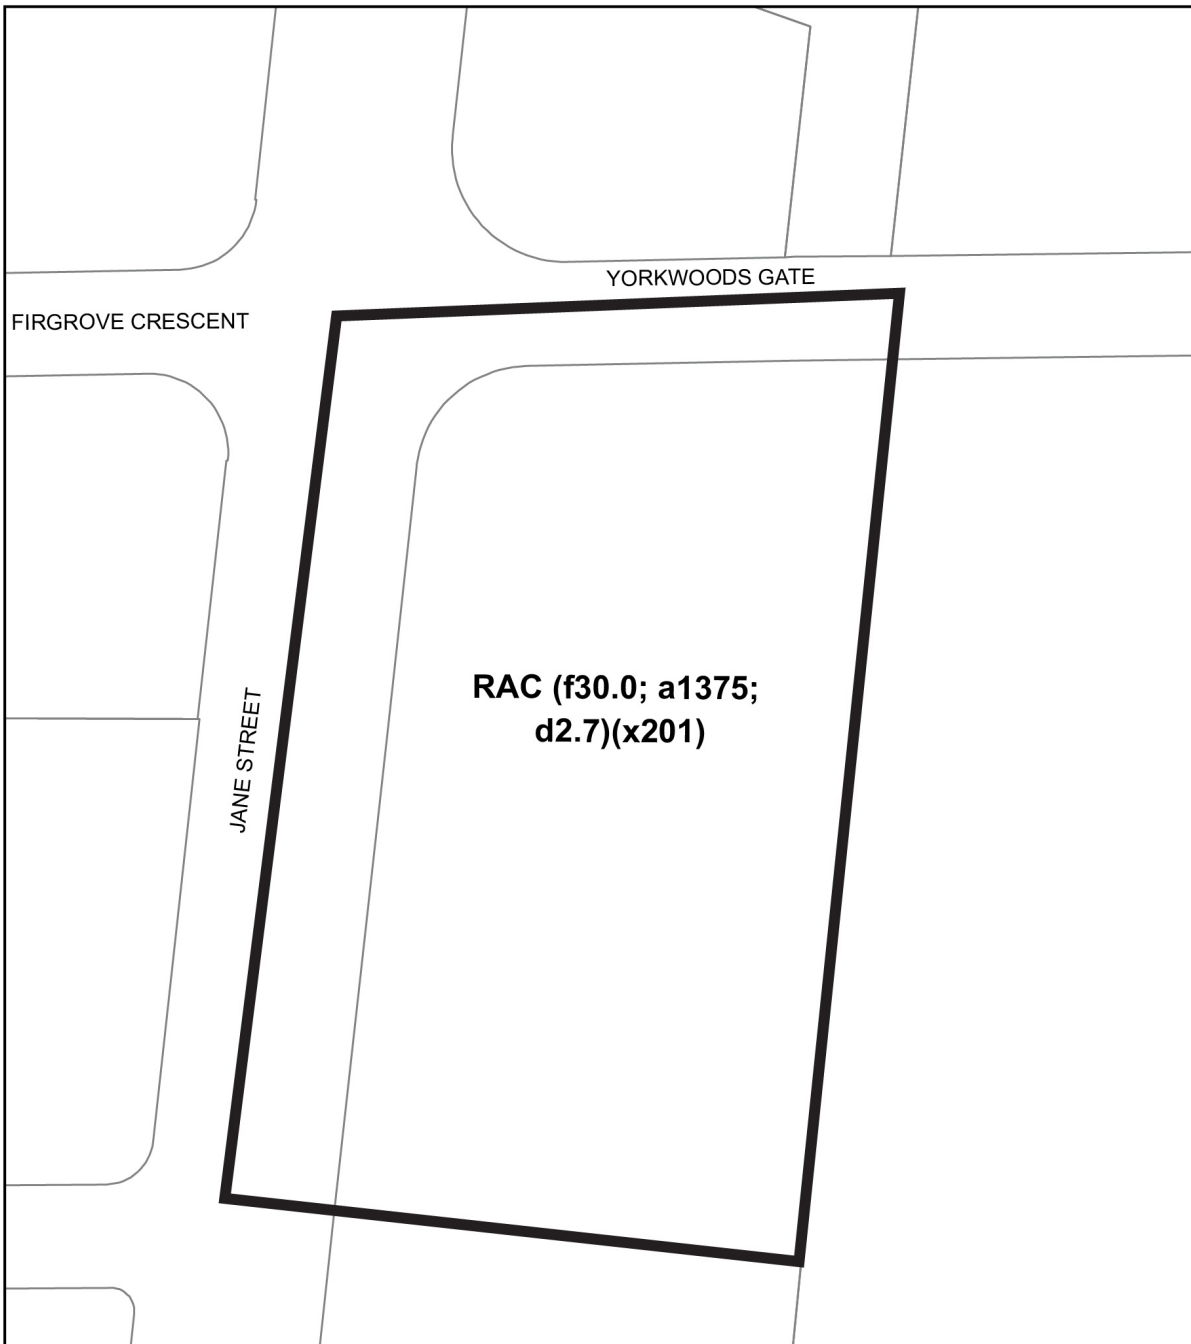 YORKWOODS GATE
FIRGROVE CRESCENT
RAC (f30.0; a1375;
d2.7)(x201)
JANE STREET